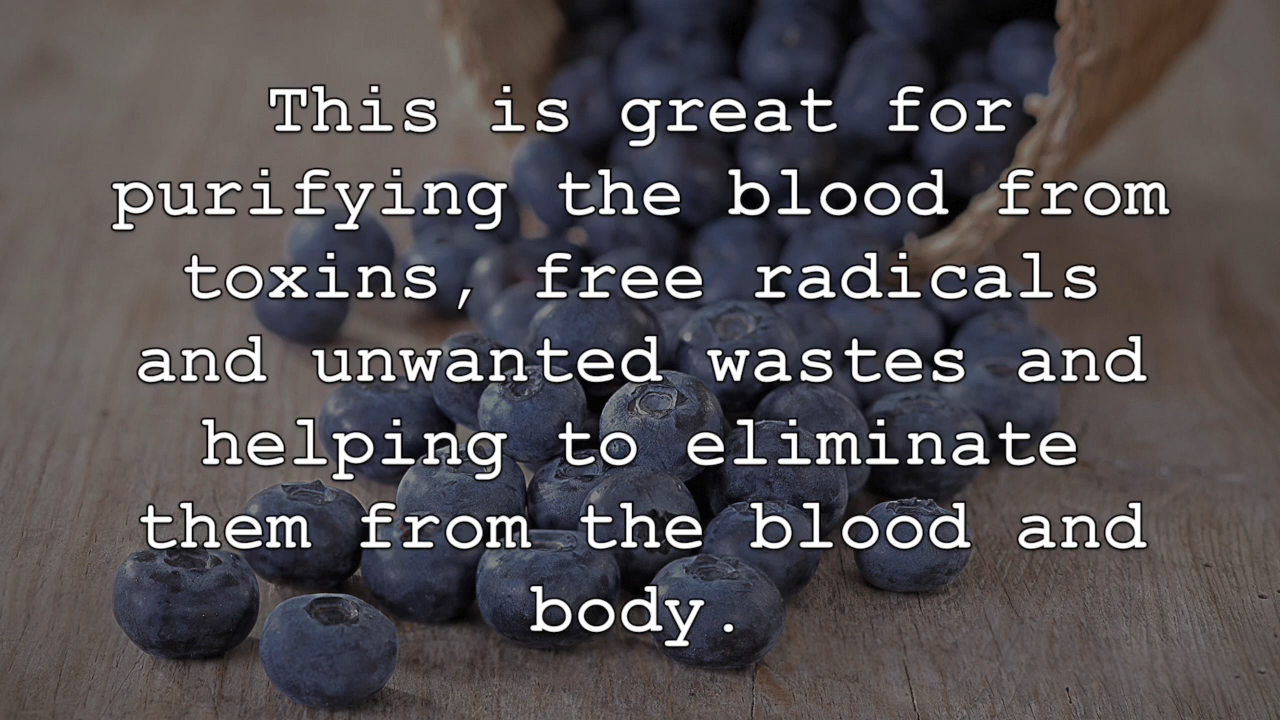 This is great for
purifying the blood from
toxins, free radicals
and unwanted wastes and
helping to eliminate
them from the blood and
body.